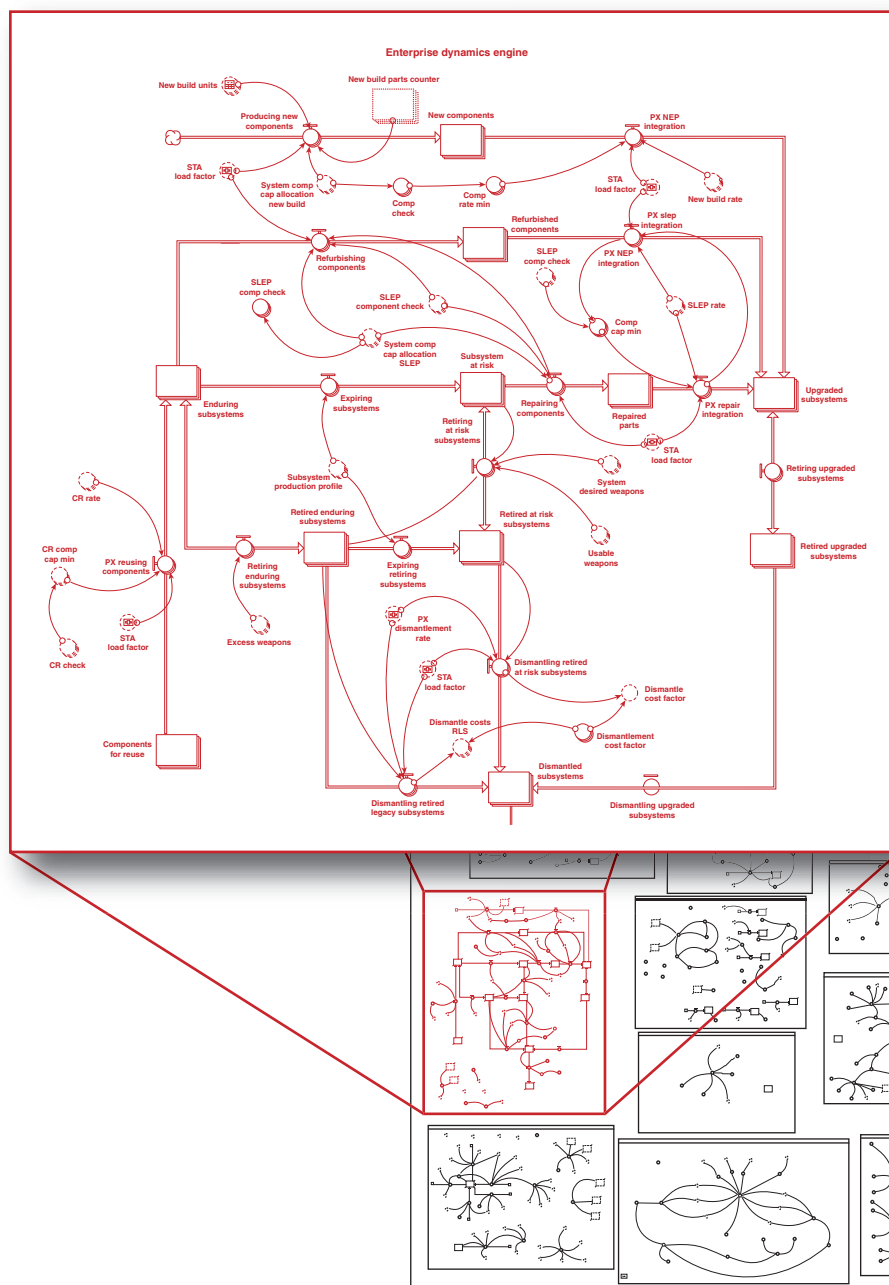 Enterprise dynamics engine
New build units
New build parts counter
Producing new
components
New components
PX NEP
integration
STA
load factor
System comp
cap allocation
new build
Comp
check
Comp
rate min
STA
load factor
New build rate
Refurbished
components
PX slep
integration
Refurbishing
components
SLEP
comp check
PX NEP
integration
SLEP
comp check
SLEP
component check
SLEP rate
Comp
cap min
System comp
cap allocation
SLEP
Subsystem
at risk
Enduring
subsystems
Expiring
subsystems
Repairing
components
Repaired
parts
PX repair
integration
Upgraded
subsystems
Retiring
at risk
subsystems
STA
load factor
Subsystem
production profile
System
desired weapons
Retiring upgraded
subsystems
CR rate
Retired enduring
subsystems
Retired at risk
subsystems
Usable
weapons
Retired upgraded
subsystems
CR comp
cap min
PX reusing
components
Retiring
enduring
subsystems
Expiring
retiring
subsystems
CR check
STA
load factor
Excess weapons
PX
dismantlement
rate
STA
load factor
Dismantling retired
at risk subsystems
Dismantle
cost factor
Dismantle costs
RLS
Dismantlement
cost factor
Components
for reuse
Dismantled
subsystems
Dismantling retired
legacy subsystems
Dismantling upgraded
subsystems